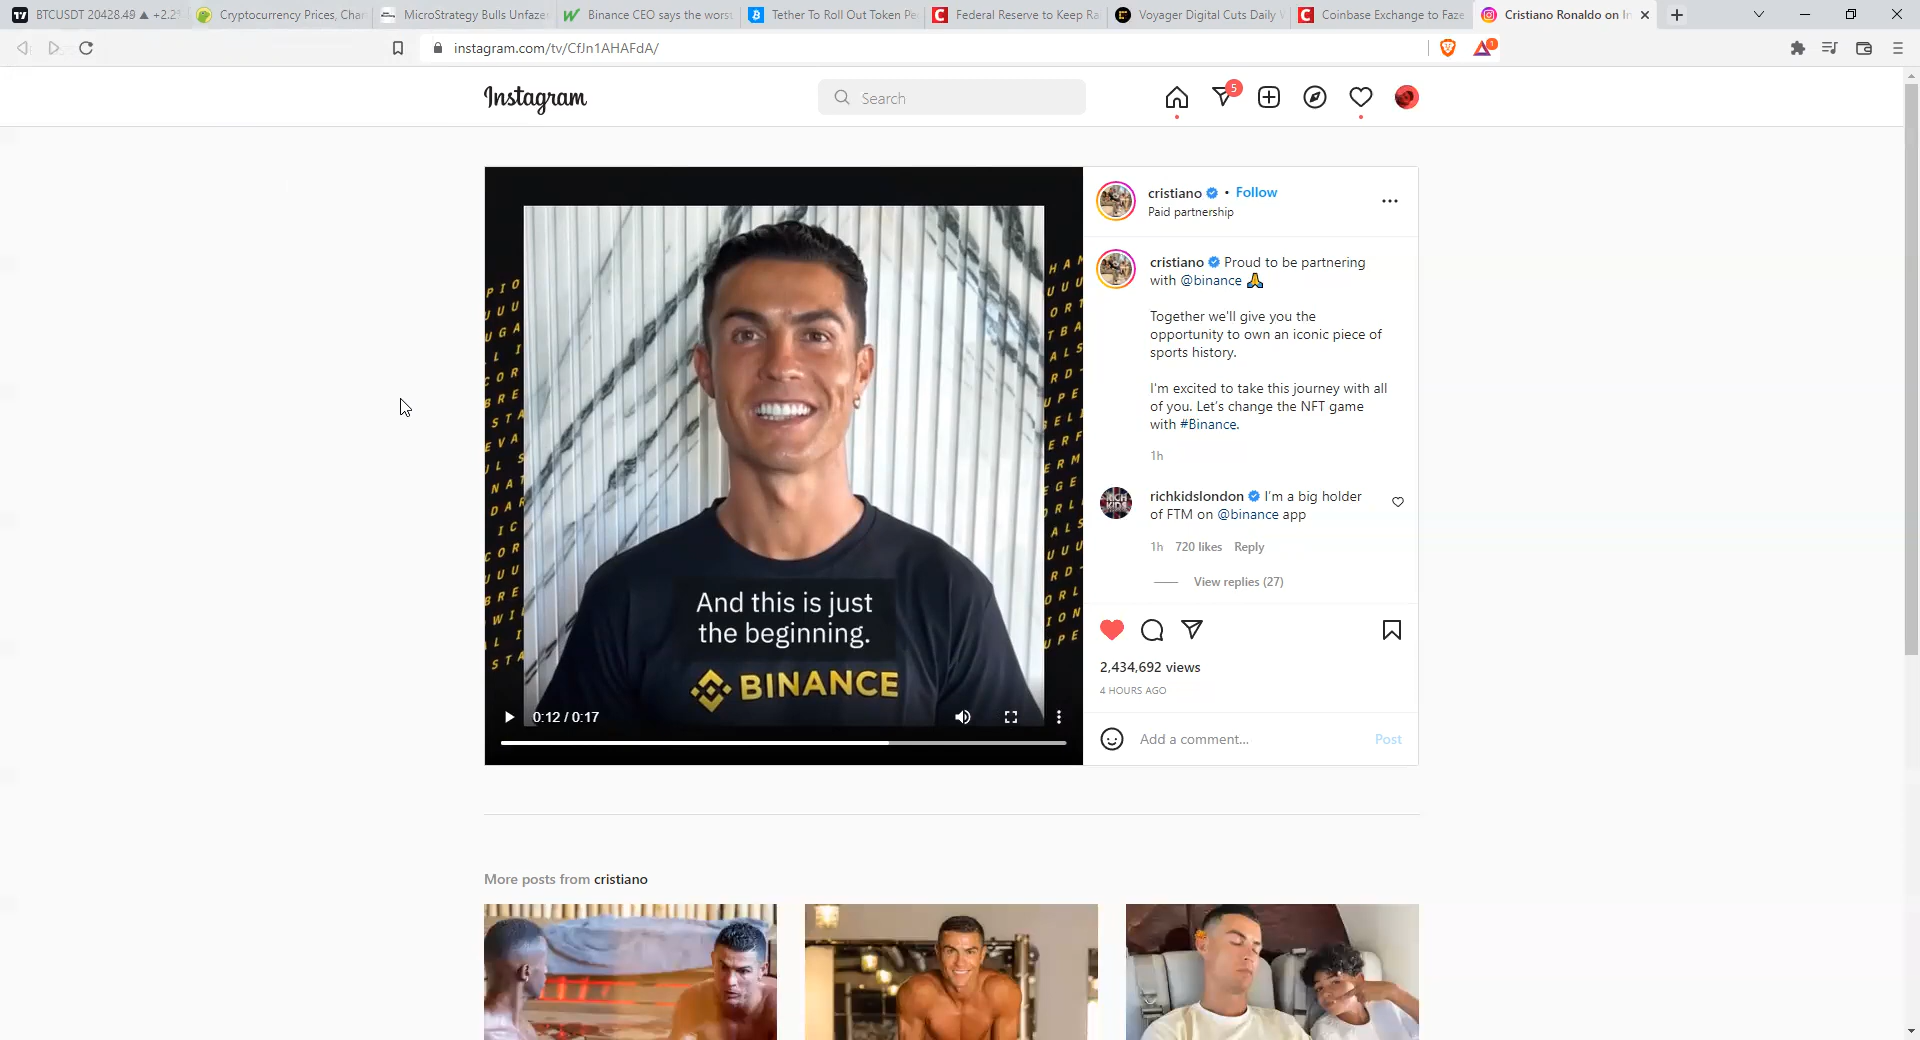 BTCUSDT 20428.49 ▲ +2.2
Cryptocurrency Prices, Char
MicroStrategy Bulls Unfaze
Binance CEO says the worst
Tether To Roll Out Token Pe
Federal Reserve to Keep Ra
Voyager Digital Cuts Daily W
Coinbase Exchange to Faze
Cristiano Ronaldo on In
instagram.com/tv/CfJn1AHAFdA/
1
Instagram
Search
5
cristiano • Follow
Paid partnership
cristiano Proud to be partnering
with @binance 🙏
Together we'll give you the
opportunity to own an iconic piece of
sports history.
I'm excited to take this journey with all
of you. Let's change the NFT game
with #Binance.
1h
richkidslondon I'm a big holder
of FTM on @binance app
1h 720 likes Reply
View replies (27)
2,434,692 views
4 HOURS AGO
Add a comment... Post
And this is just
the beginning.
BINANCE
0:12 / 0:17
More posts from cristiano